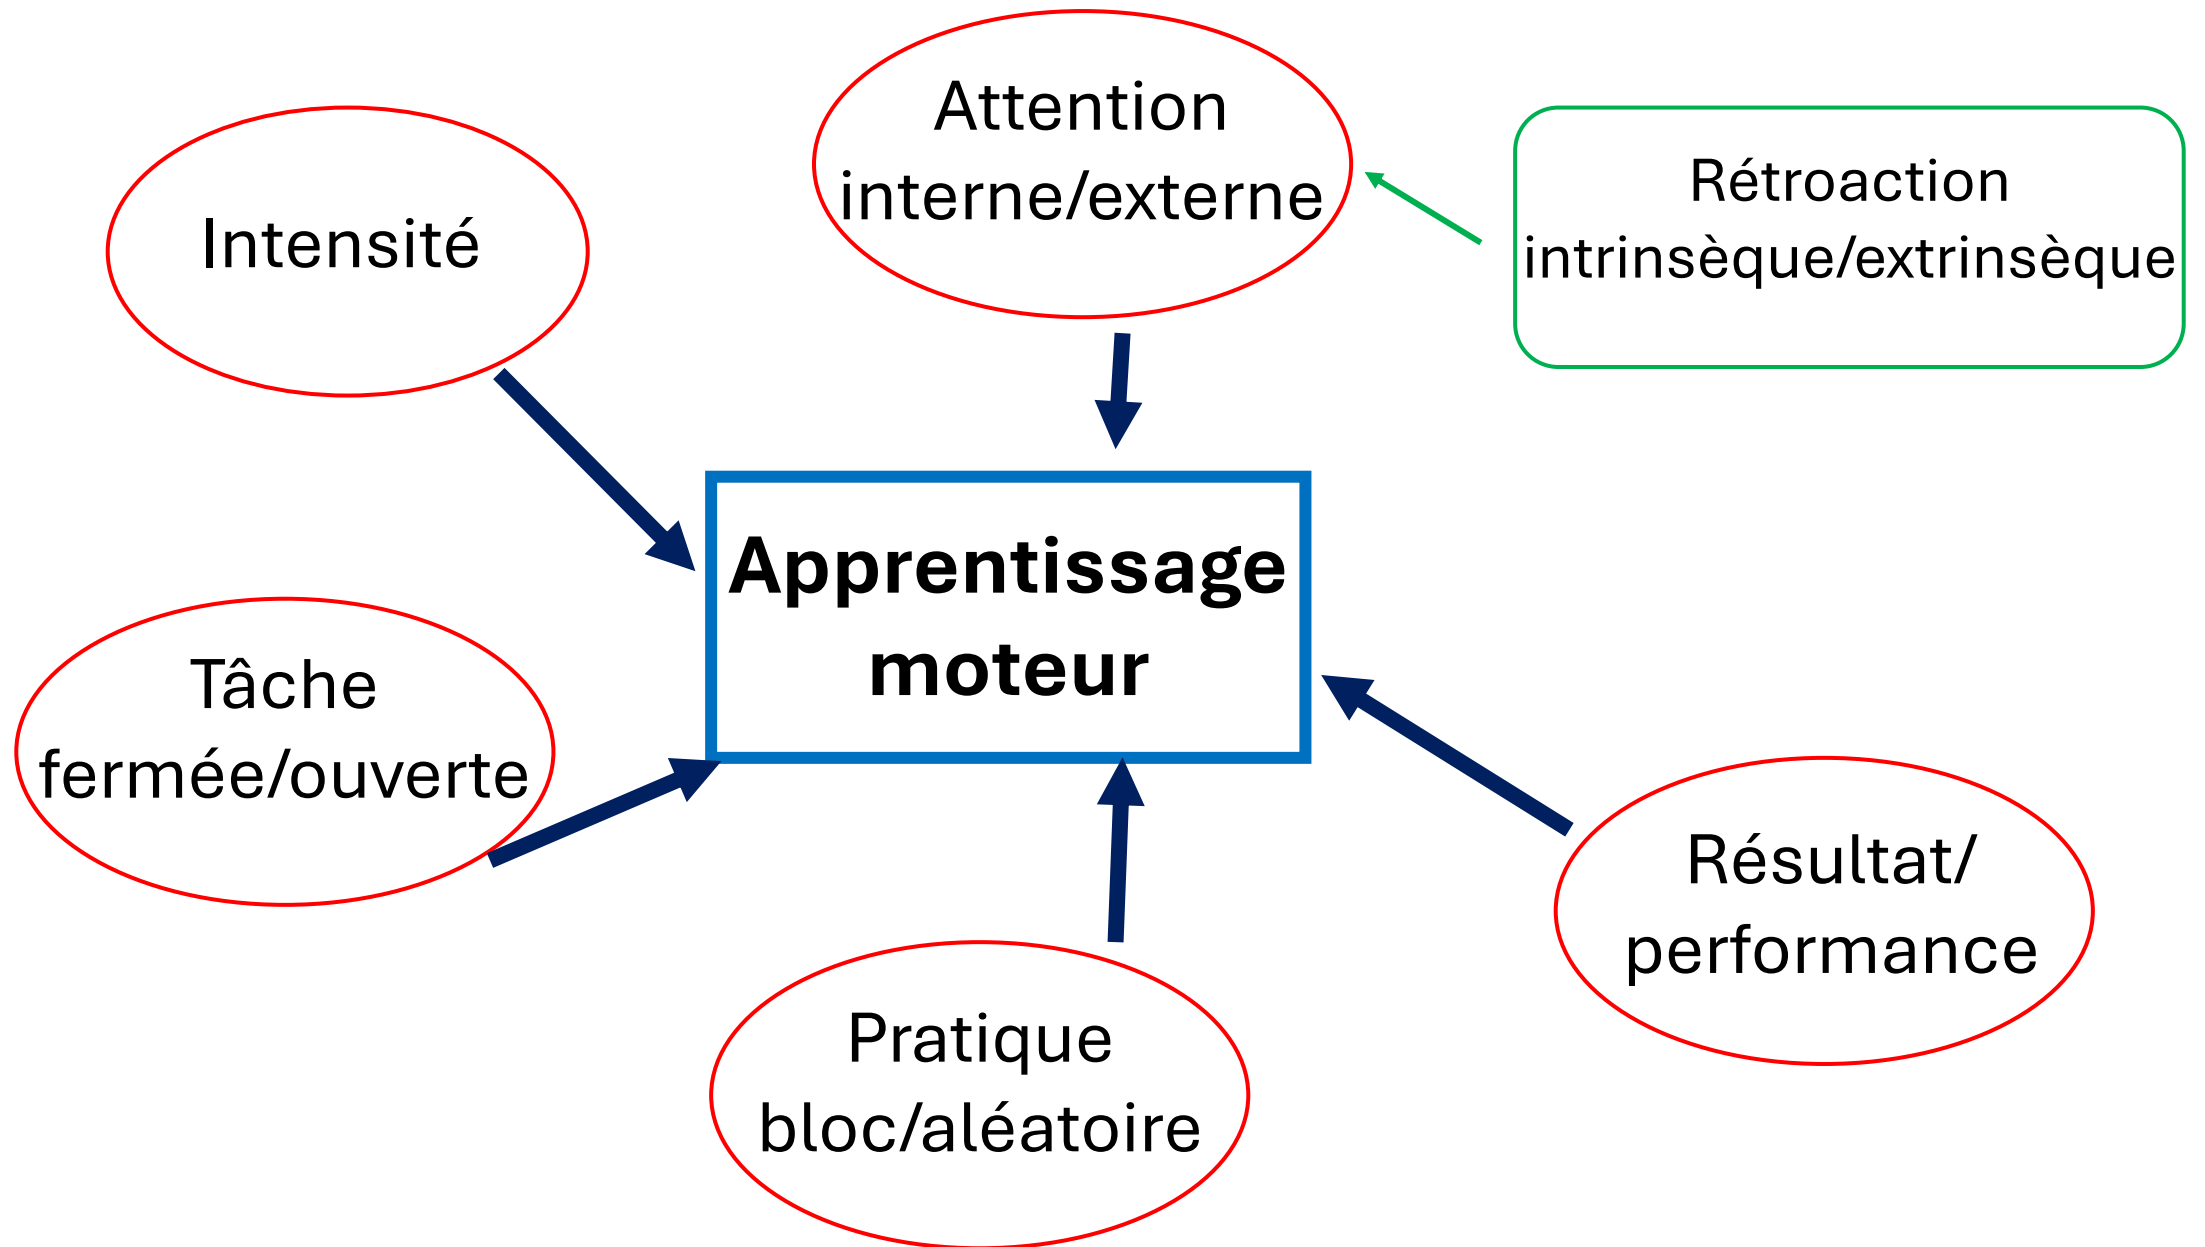 Attention
interne/externe
Intensité
Rétroaction
intrinsèque/extrinsèque
Apprentissage
moteur
Tâche
fermée/ouverte
Résultat/
performance
Pratique
bloc/aléatoire